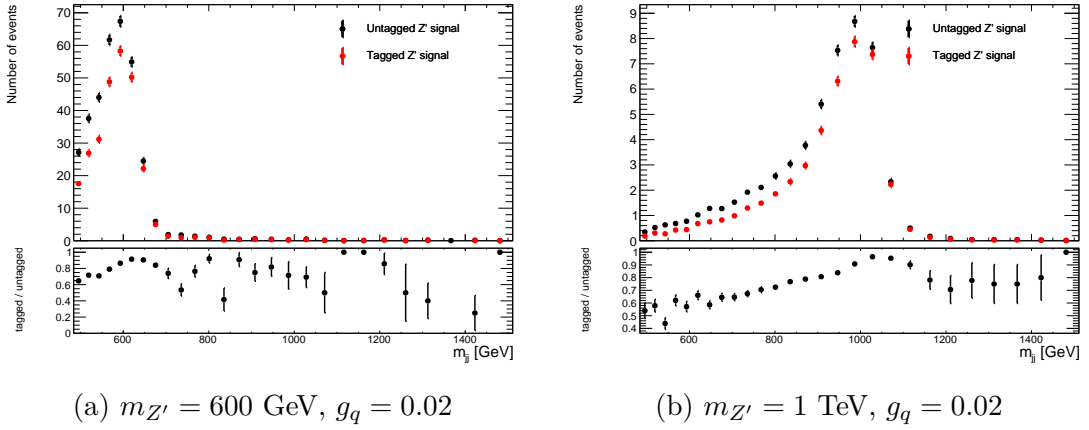 Number of events
70
60
50
40
30
20
10
0
Untagged Z' signal
Tagged Z' signal
tagged / untagged
1
0.8
0.6
0.4
0.2
0
600 800 1000 1200 1400
m_jj [GeV]
(a) m_Z′ = 600 GeV, g_q = 0.02
Number of events
9
8
7
6
5
4
3
2
1
0
Untagged Z' signal
Tagged Z' signal
tagged / untagged
1
0.9
0.8
0.7
0.6
0.5
0.4
600 800 1000 1200 1400
m_jj [GeV]
(b) m_Z′ = 1 TeV, g_q = 0.02